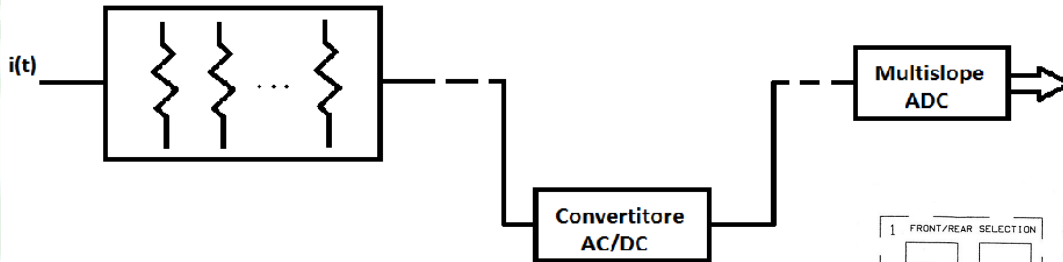 i(t)
. . .
Multislope
ADC
Convertitore
AC/DC
1 FRONT/REAR SELECTION